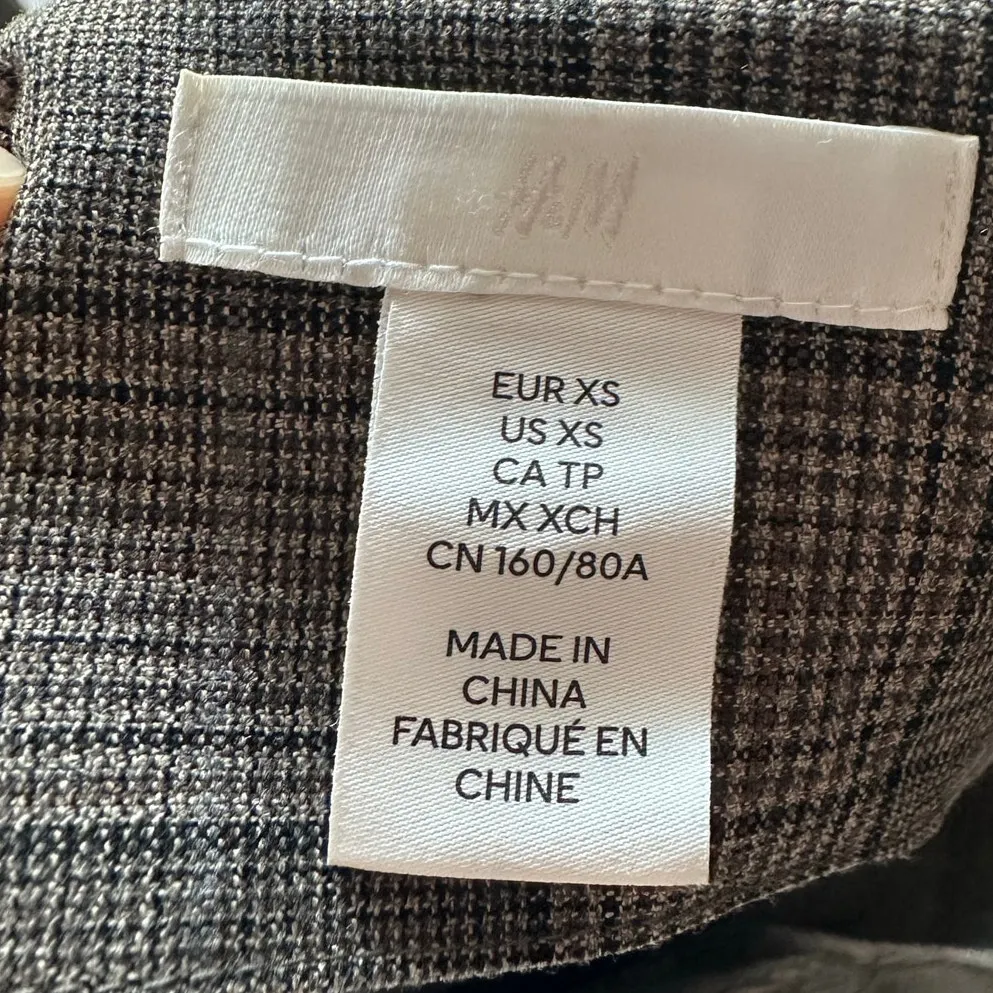 H&M
EUR XS
US XS
CA TP
MX XCH
CN 160/80A
MADE IN
CHINA
FABRIQUÉ EN
CHINE